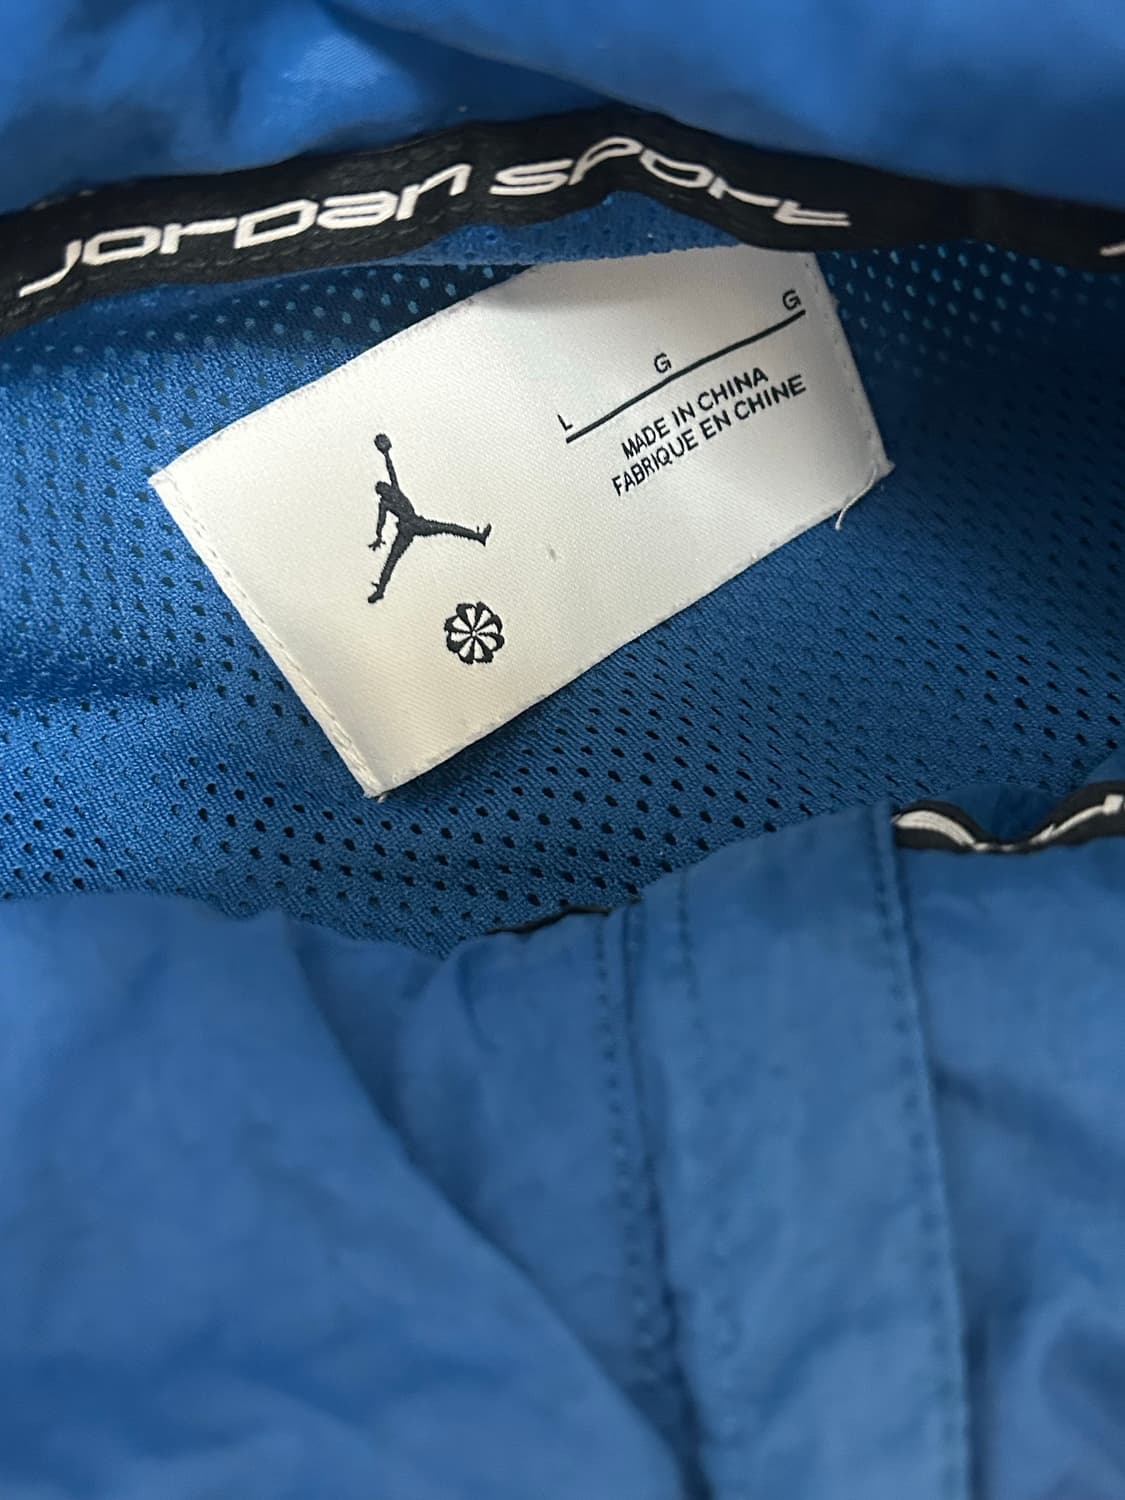 JORDAN SPORT
L G G
MADE IN CHINA
FABRIQUE EN CHINE